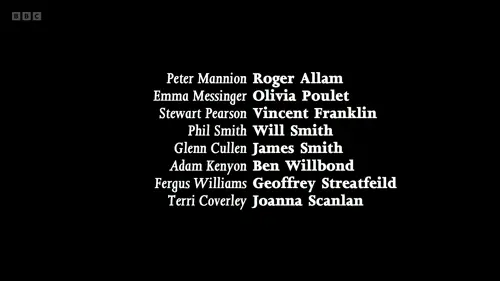 BBC
Peter Mannion Roger Allam
Emma Messinger Olivia Poulet
Stewart Pearson Vincent Franklin
Phil Smith Will Smith
Glenn Cullen James Smith
Adam Kenyon Ben Willbond
Fergus Williams Geoffrey Streatfeild
Terri Coverley Joanna Scanlan